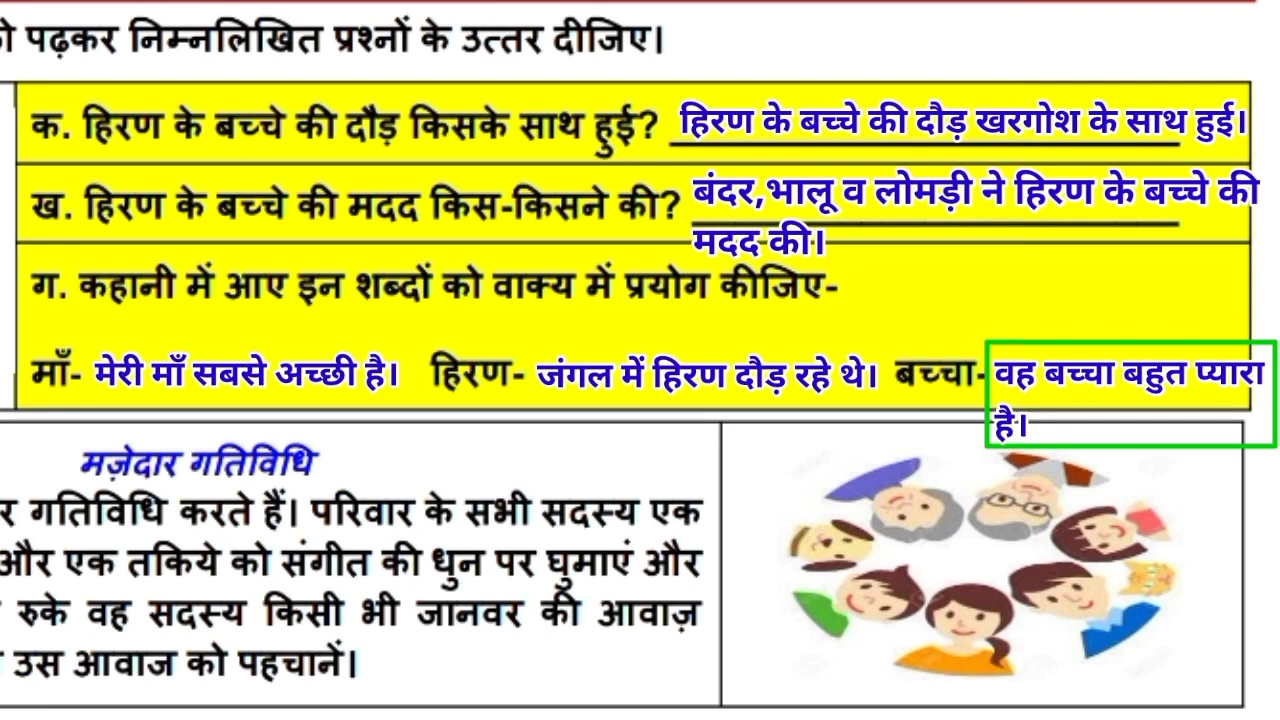 पढ़कर निम्नलिखित प्रश्नों के उत्तर दीजिए।
क. हिरण के बच्चे की दौड़ किसके साथ हुई? हिरण के बच्चे की दौड़ खरगोश के साथ हुई।
ख. हिरण के बच्चे की मदद किस-किसने की? बंदर,भालू व लोमड़ी ने हिरण के बच्चे की
मदद की।
ग. कहानी में आए इन शब्दों को वाक्य में प्रयोग कीजिए-
माँ- मेरी माँ सबसे अच्छी है। हिरण- जंगल में हिरण दौड़ रहे थे। बच्चा- वह बच्चा बहुत प्यारा
है।
मज़ेदार गतिविधि
गतिविधि करते हैं। परिवार के सभी सदस्य एक
और एक तकिये को संगीत की धुन पर घुमाएं और
रुके वह सदस्य किसी भी जानवर की आवाज़
उस आवाज को पहचानें।